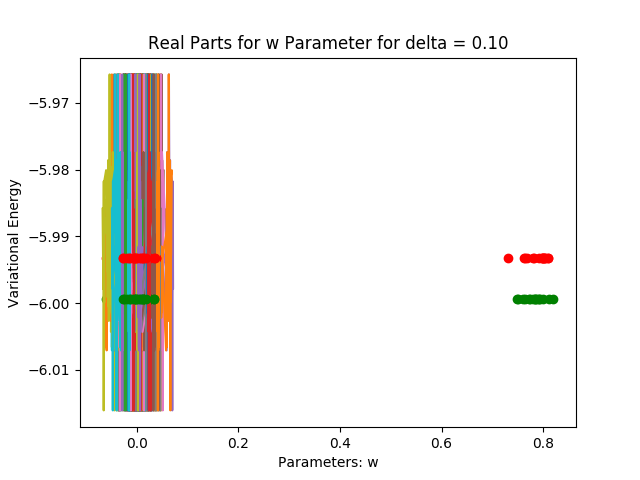 Real Parts for w Parameter for delta = 0.10
−5.97
−5.98
−5.99
−6.00
−6.01
Variational Energy
0.0 0.2 0.4 0.6 0.8
Parameters: w